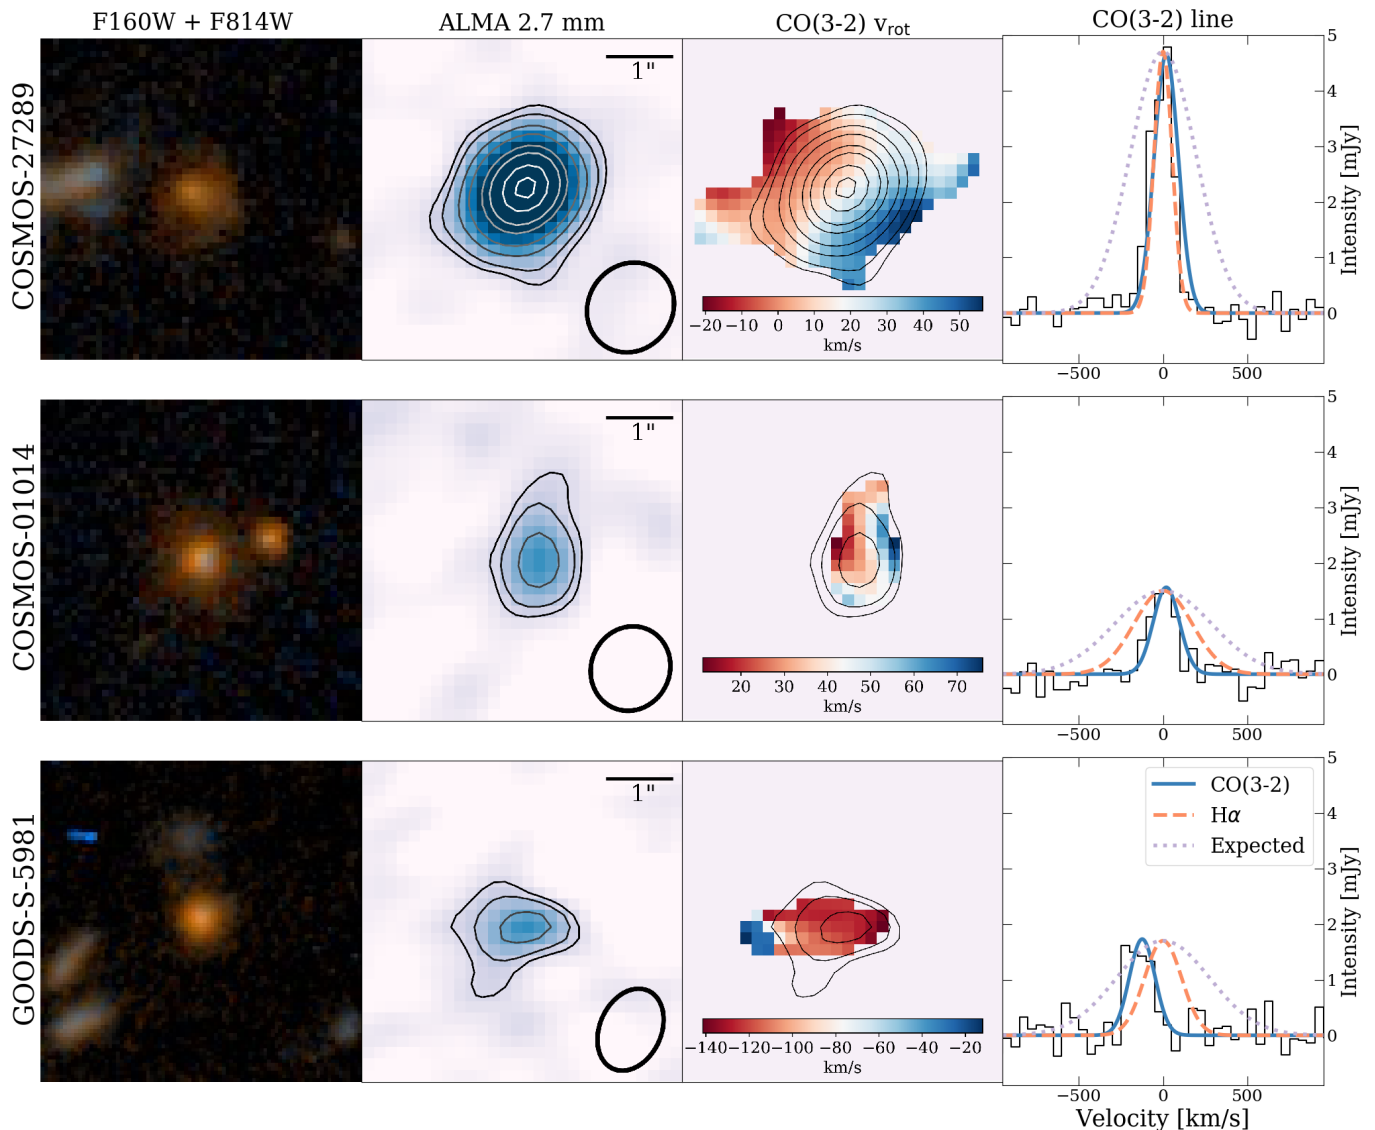 F160W + F814W
ALMA 2.7 mm
CO(3-2) vrot
CO(3-2) line
COSMOS-27289
1"
−20 −10 0 10 20 30 40 50
km/s
5
4
3
2
1
0
Intensity [mJy]
−500 0 500
COSMOS-01014
1"
20 30 40 50 60 70
km/s
5
4
3
2
1
0
Intensity [mJy]
−500 0 500
GOODS-S-5981
1"
−140 −120 −100 −80 −60 −40 −20
km/s
CO(3-2)
Hα
Expected
5
4
3
2
1
0
Intensity [mJy]
−500 0 500
Velocity [km/s]